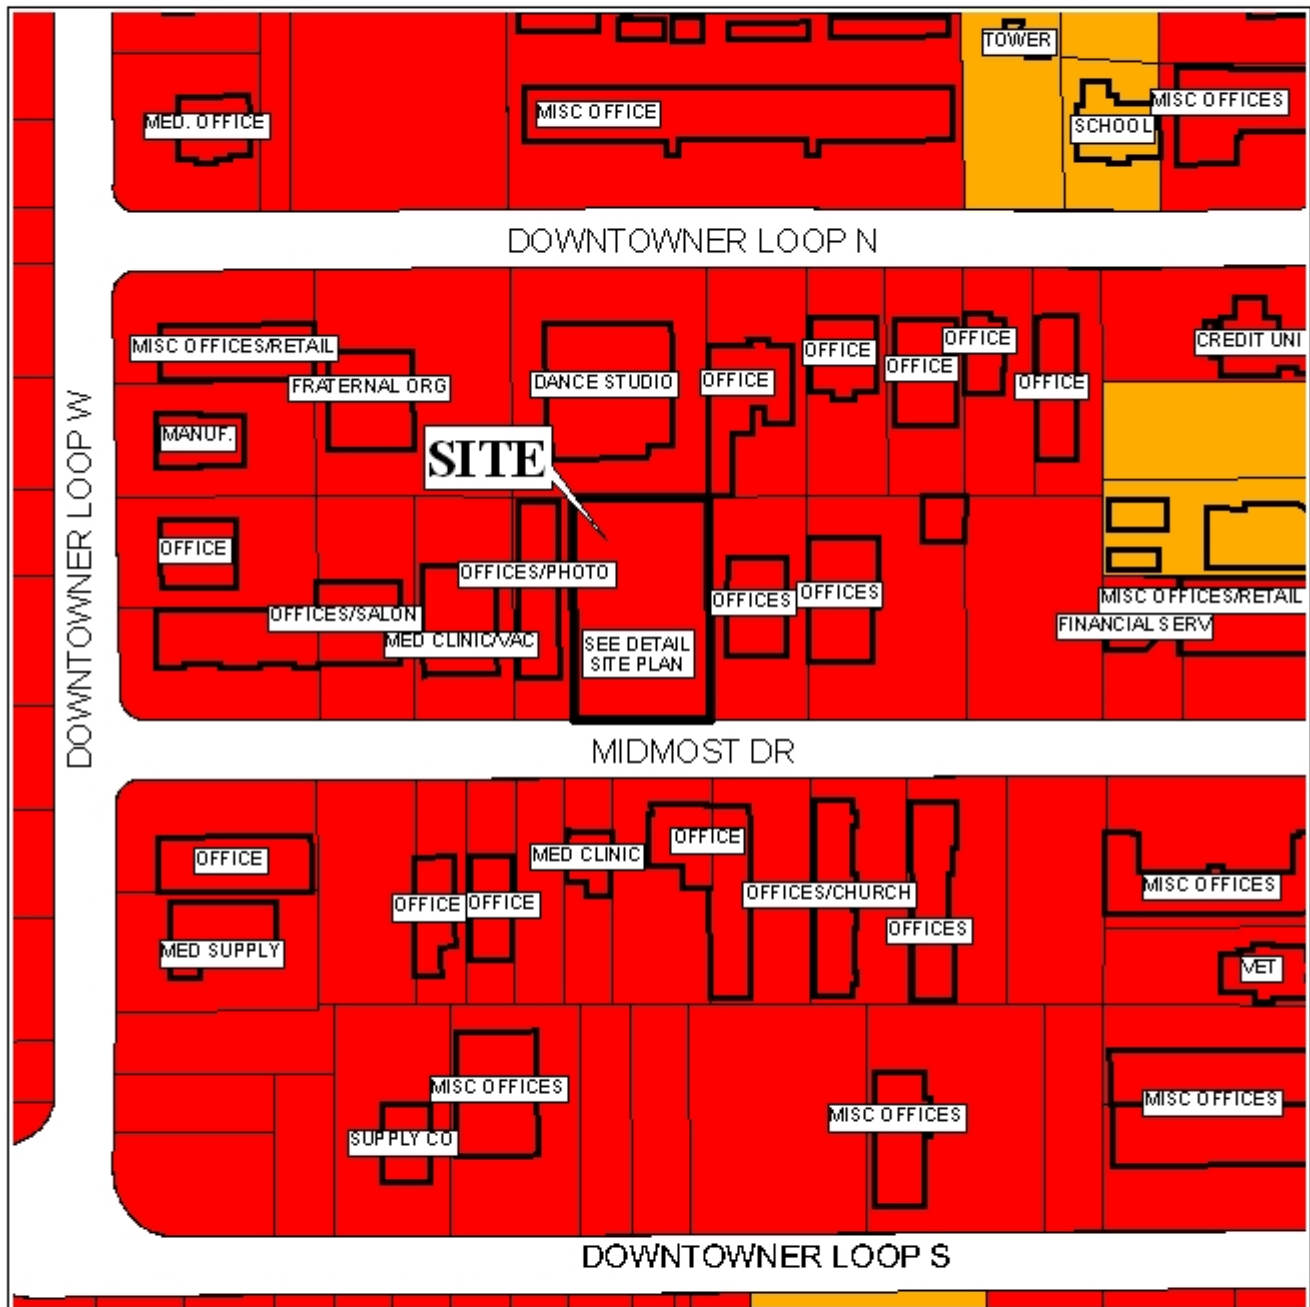 TOWER
MED. OFFICE
MISC OFFICE
SCHOOL
MISC OFFICES
DOWNTOWNER LOOP N
MISC OFFICES/RETAIL
FRATERNAL ORG
DANCE STUDIO
OFFICE
OFFICE
OFFICE
OFFICE
OFFICE
CREDIT UNI
MANUF.
SITE
DOWNTOWNER LOOP W
OFFICE
OFFICES/PHOTO
OFFICES/SALON
MED CLINIC/VAC
SEE DETAIL
SITE PLAN
OFFICES
OFFICES
MISC OFFICES/RETAIL
FINANCIAL SERV
MIDMOST DR
OFFICE
MED SUPPLY
OFFICE
OFFICE
MED CLINIC
OFFICE
OFFICES/CHURCH
OFFICES
MISC OFFICES
VET
MISC OFFICES
SUPPLY CO
MISC OFFICES
MISC OFFICES
DOWNTOWNER LOOP S